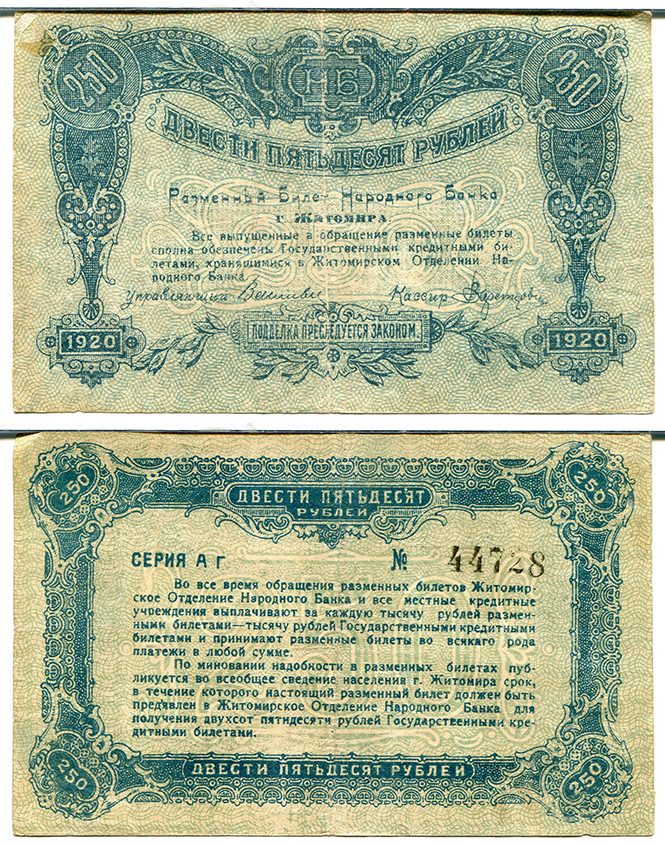 250 НБ 250
ДВЕСТИ ПЯТЬДЕСЯТ РУБЛЕЙ
Разменный Билет Народного Банка
г. Житомира.
Все выпущенные в обращение разменные билеты
сполна обезпечены Государственными кредитными би-
летами, хранящимися в Житомирском Отделении На-
родного Банка.
Управляющий Кассир
1920 ПОДДЕЛКА ПРЕСЛЕДУЕТСЯ ЗАКОНОМ. 1920
250 ДВЕСТИ ПЯТЬДЕСЯТ 250
РУБЛЕЙ
СЕРИЯ А Г № 44728
Во все время обращения разменных билетов Житомир-
ское Отделение Народного Банка и все местные кредитные
учреждения выплачивают за каждую тысячу рублей размен-
ными билетами—тысячу рублей Государственными кредитными
билетами и принимают разменные билеты во всякаго рода
платежи в любой сумме.
По миновании надобности в разменных билетах пуб-
ликуется во всеобщее сведение населения г. Житомира срок,
в течение которого настоящий разменный билет должен быть
предъявлен в Житомирское Отделение Народного Банка для
получения двухсот пятидесяти рублей Государственными кре-
дитными билетами.
250 ДВЕСТИ ПЯТЬДЕСЯТ РУБЛЕЙ 250